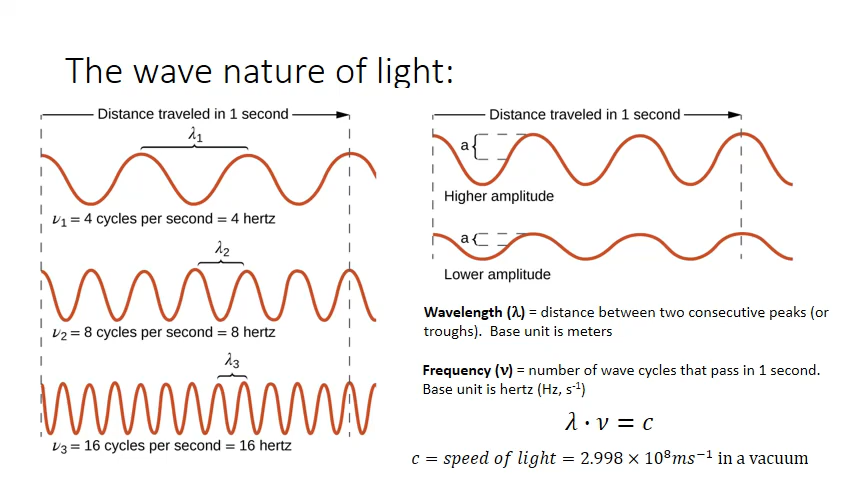 The wave nature of light:
Distance traveled in 1 second
λ1
ν1 = 4 cycles per second = 4 hertz
λ2
ν2 = 8 cycles per second = 8 hertz
λ3
ν3 = 16 cycles per second = 16 hertz
Distance traveled in 1 second
a
Higher amplitude
a
Lower amplitude
Wavelength (λ) = distance between two consecutive peaks (or
troughs). Base unit is meters
Frequency (ν) = number of wave cycles that pass in 1 second.
Base unit is hertz (Hz, s⁻¹)
λ · ν = c
c = speed of light = 2.998 × 10⁸ms⁻¹ in a vacuum